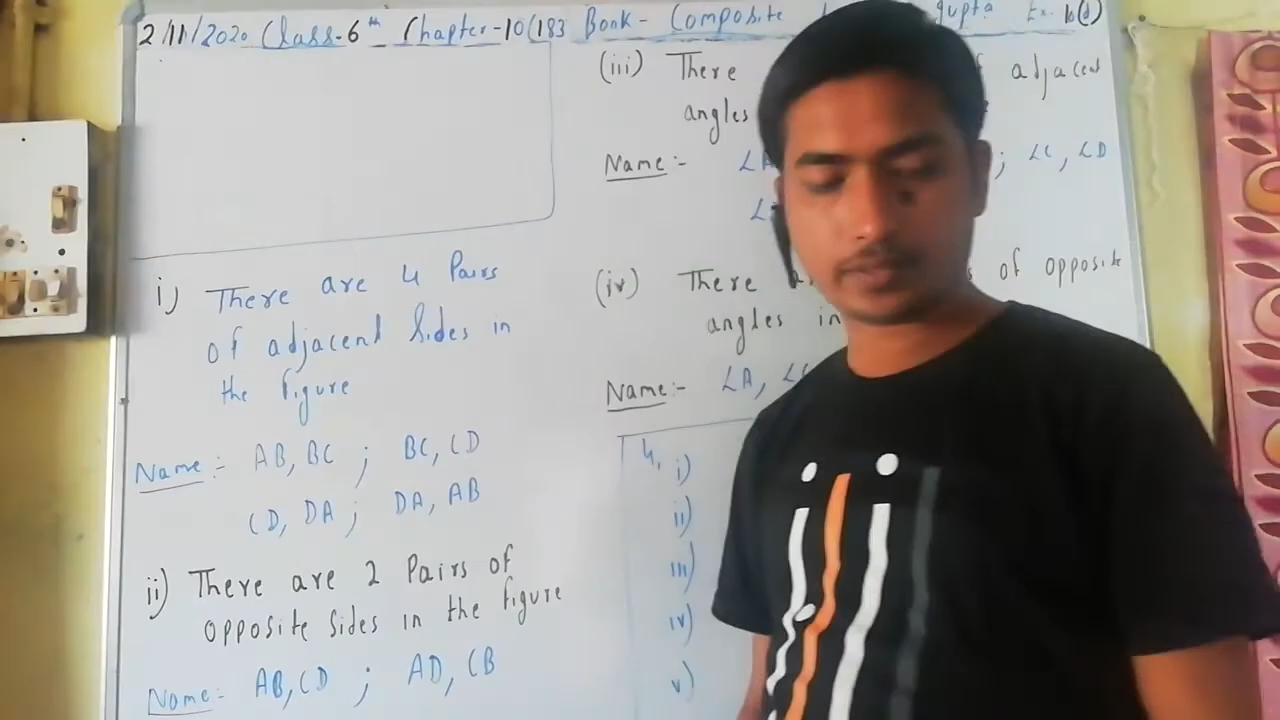 2/11/2020 Class-6th Chapter-10(183 Book- Composite gupta Ex. 10(d)
i) There are 4 Pairs
of adjacent Sides in
the figure
Name:- AB, BC ; BC, CD
CD, DA ; DA, AB
ii) There are 2 Pairs of
opposite sides in the figure
Name:- AB, CD ; AD, CB
(iii) There adjacent
angles
Name:- ; ∠C, ∠D
(iv) There of opposite
angles in
Name:- ∠A,
4. i)
ii)
iii)
iv)
v)